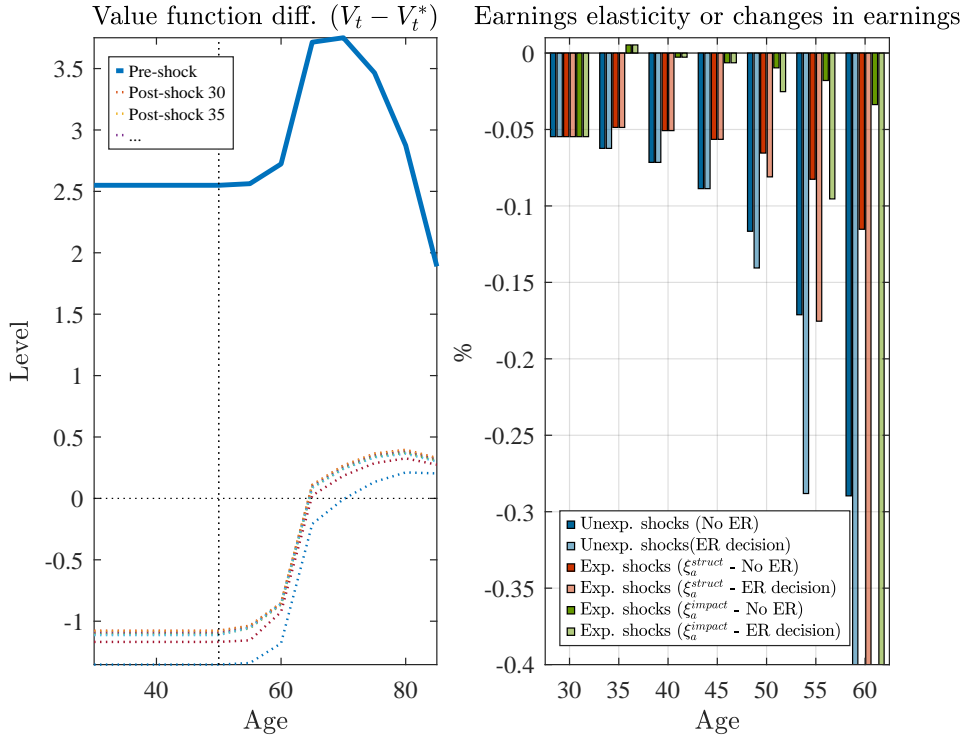 Value function diff. (V_t − V_t^*)
3.5
3
2.5
2
1.5
1
0.5
0
-0.5
-1
40 60 80
Level
Age
Pre-shock
Post-shock 30
Post-shock 35
...
Earnings elasticity or changes in earnings
0
-0.05
-0.1
-0.15
-0.2
-0.25
-0.3
-0.35
-0.4
30 35 40 45 50 55 60
%
Age
Unexp. shocks (No ER)
Unexp. shocks(ER decision)
Exp. shocks (ξ_a^{struct} - No ER)
Exp. shocks (ξ_a^{struct} - ER decision)
Exp. shocks (ξ_a^{impact} - No ER)
Exp. shocks (ξ_a^{impact} - ER decision)